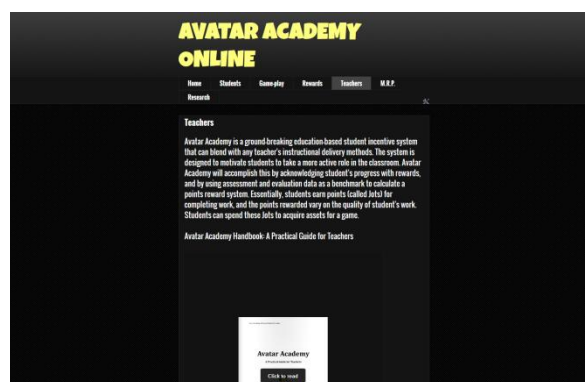 AVATAR ACADEMY
ONLINE
Home Students Game-play Rewards Teachers M.R.P.
Research
Teachers
Avatar Academy is a ground-breaking education-based student incentive system
that can blend with any teacher's instructional delivery methods. The system is
designed to motivate students to take a more active role in the classroom. Avatar
Academy will accomplish this by acknowledging student's progress with rewards,
and by using assessment and evaluation data as a benchmark to calculate a
points reward system. Essentially, students earn points (called Jots) for
completing work, and the points rewarded vary on the quality of student's work.
Students can spend these Jots to acquire assets for a game.
Avatar Academy Handbook: A Practical Guide for Teachers
Avatar Academy
A Practical Guide for Teachers
Click to read